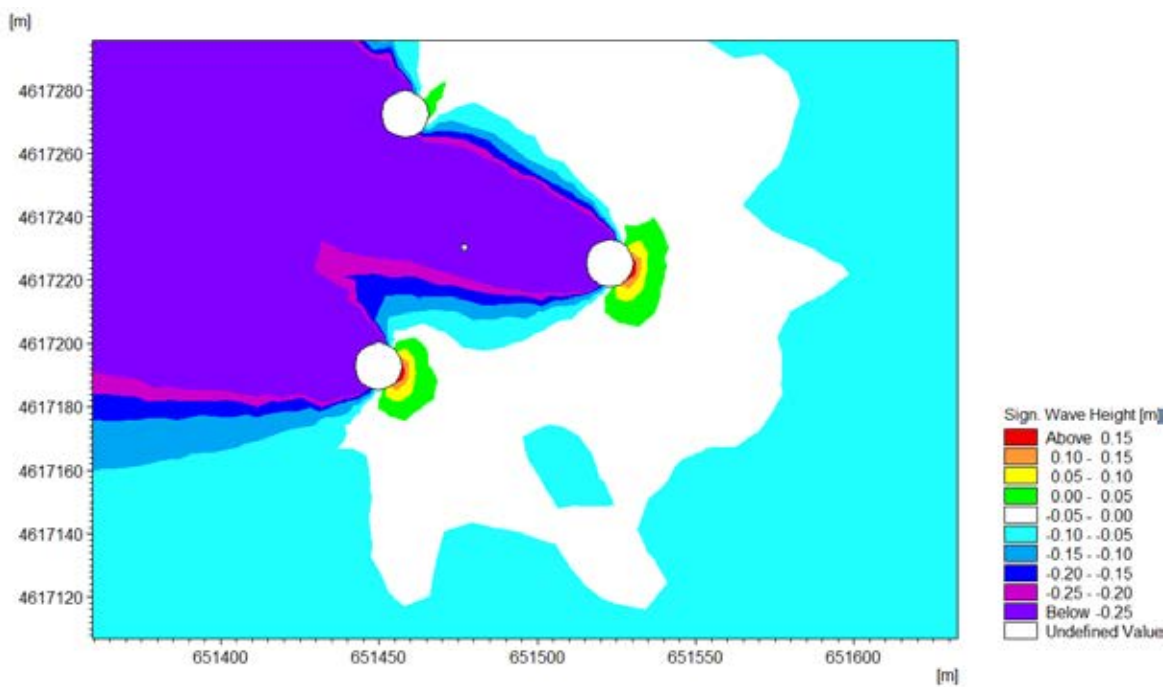 [m]
4617280
4617260
4617240
4617220
4617200
4617180
4617160
4617140
4617120
651400 651450 651500 651550 651600
[m]
Sign. Wave Height [m]
Above 0.15
0.10 - 0.15
0.05 - 0.10
0.00 - 0.05
-0.05 - 0.00
-0.10 - -0.05
-0.15 - -0.10
-0.20 - -0.15
-0.25 - -0.20
Below -0.25
Undefined Value